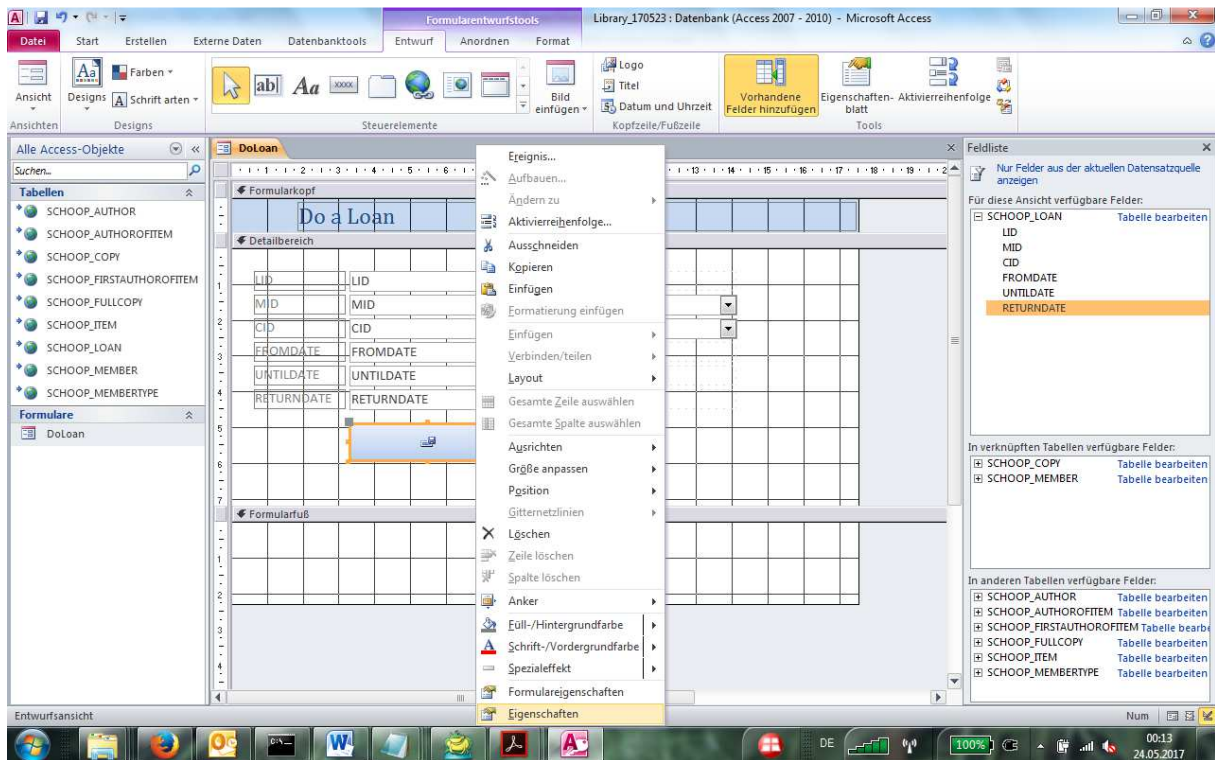 Formularentwurfstools
Library_170523 : Datenbank (Access 2007 - 2010) - Microsoft Access
Datei Start Erstellen Externe Daten Datenbanktools Entwurf Anordnen Format
Ansicht
Designs
Farben
Schriftarten
Aa
ab|
Aa
xxxx
Bild einfügen
Logo
Titel
Datum und Uhrzeit
Vorhandene Felder hinzufügen
Eigenschaften-blatt
Aktivierreihenfolge
Ansichten Designs Steuerelemente Kopfzeile/Fußzeile Tools
Alle Access-Objekte
Suchen...
Tabellen
SCHOOP_AUTHOR
SCHOOP_AUTHOROFITEM
SCHOOP_COPY
SCHOOP_FIRSTAUTHOROFITEM
SCHOOP_FULLCOPY
SCHOOP_ITEM
SCHOOP_LOAN
SCHOOP_MEMBER
SCHOOP_MEMBERTYPE
Formulare
DoLoan
DoLoan
Formularkopf
Do a Loan
Detailbereich
LID LID
MID MID
CID CID
FROMDATE FROMDATE
UNTILDATE UNTILDATE
RETURNDATE RETURNDATE
Formularfuß
Ereignis...
Aufbauen...
Ändern zu
Aktivierreihenfolge...
Ausschneiden
Kopieren
Einfügen
Formatierung einfügen
Einfügen
Verbinden/teilen
Layout
Gesamte Zeile auswählen
Gesamte Spalte auswählen
Ausrichten
Größe anpassen
Position
Gitternetzlinien
Löschen
Zeile löschen
Spalte löschen
Anker
Füll-/Hintergrundfarbe
Schrift-/Vordergrundfarbe
Spezialeffekt
Formulareigenschaften
Eigenschaften
Feldliste
Nur Felder aus der aktuellen Datensatzquelle
anzeigen
Für diese Ansicht verfügbare Felder:
SCHOOP_LOAN Tabelle bearbeiten
LID
MID
CID
FROMDATE
UNTILDATE
RETURNDATE
In verknüpften Tabellen verfügbare Felder:
SCHOOP_COPY Tabelle bearbeiten
SCHOOP_MEMBER Tabelle bearbeiten
In anderen Tabellen verfügbare Felder:
SCHOOP_AUTHOR Tabelle bearbeiten
SCHOOP_AUTHOROFITEM Tabelle bearbeiten
SCHOOP_FIRSTAUTHOROFITEM Tabelle bearbe
SCHOOP_FULLCOPY Tabelle bearbeiten
SCHOOP_ITEM Tabelle bearbeiten
SCHOOP_MEMBERTYPE Tabelle bearbeiten
Entwurfsansicht
Num
DE
100%
00:13
24.05.2017